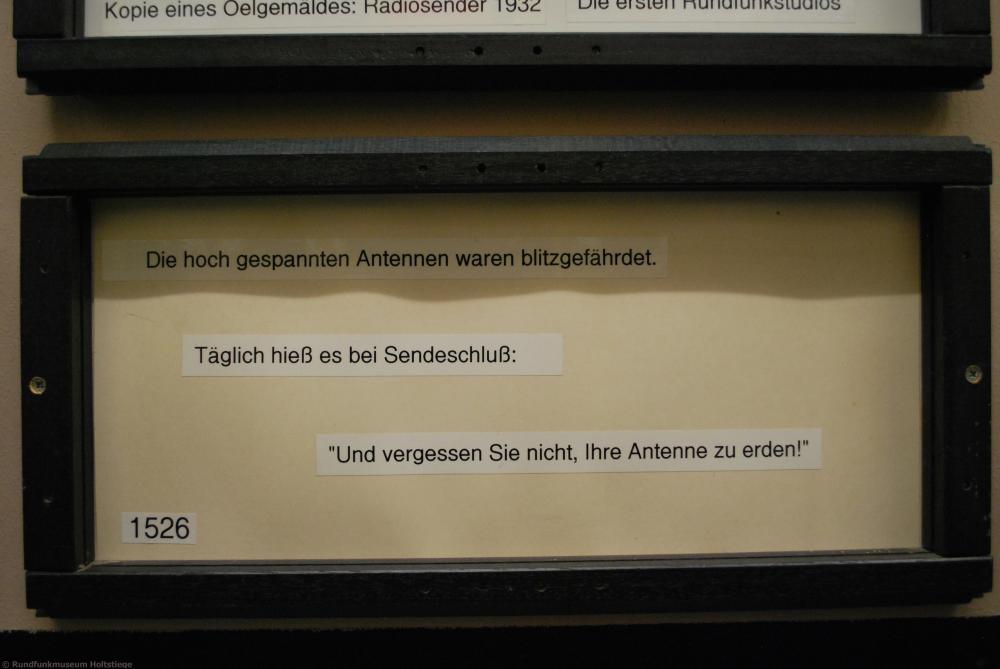 Kopie eines Oelgemäldes: Radiosender 1932
Die ersten Rundfunkstudios
Die hoch gespannten Antennen waren blitzgefährdet.
Täglich hieß es bei Sendeschluß:
"Und vergessen Sie nicht, Ihre Antenne zu erden!"
1526
© Rundfunkmuseum Holtstiege